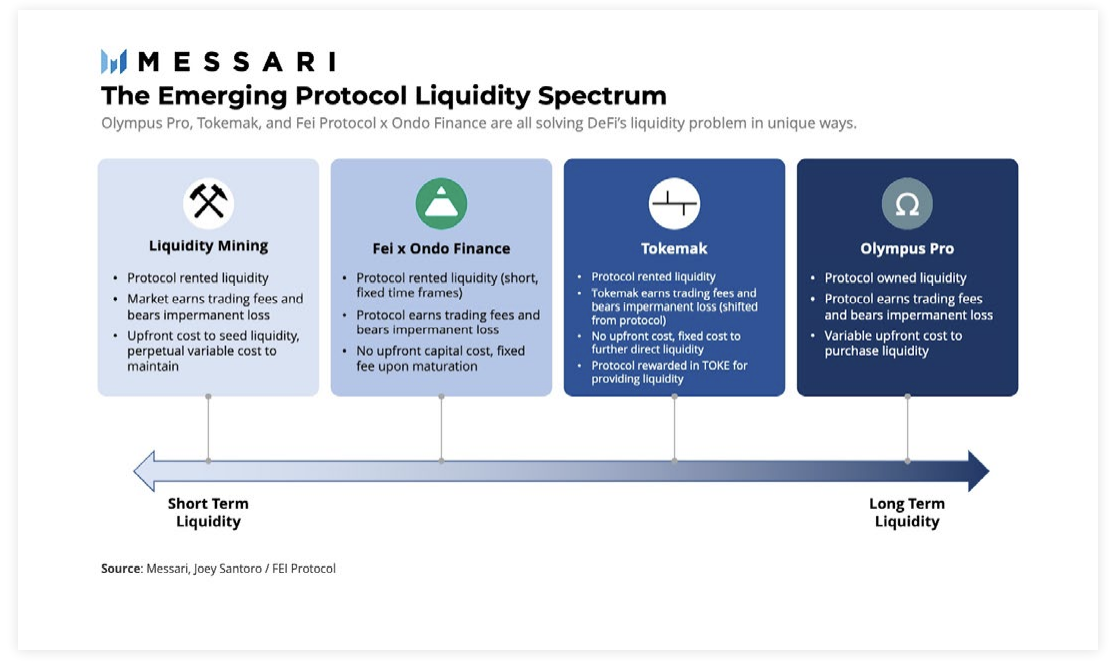 MESSARI
The Emerging Protocol Liquidity Spectrum
Olympus Pro, Tokemak, and Fei Protocol x Ondo Finance are all solving DeFi's liquidity problem in unique ways.
Liquidity Mining
• Protocol rented liquidity
• Market earns trading fees and
bears impermanent loss
• Upfront cost to seed liquidity,
perpetual variable cost to
maintain
Fei x Ondo Finance
• Protocol rented liquidity (short,
fixed time frames)
• Protocol earns trading fees and
bears impermanent loss
• No upfront capital cost, fixed
fee upon maturation
Tokemak
• Protocol rented liquidity
• Tokemak earns trading fees and
bears impermanent loss (shifted
from protocol)
• No upfront cost, fixed cost to
further direct liquidity
• Protocol rewarded in TOKE for
providing liquidity
Ω
Olympus Pro
• Protocol owned liquidity
• Protocol earns trading fees
and bears impermanent loss
• Variable upfront cost to
purchase liquidity
Short Term
Liquidity
Long Term
Liquidity
Source: Messari, Joey Santoro / FEI Protocol